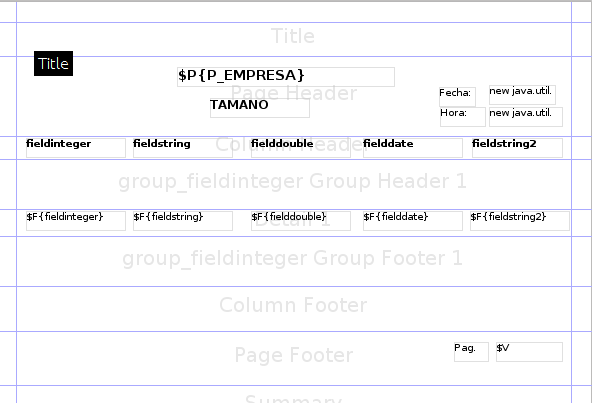 Title
Title
$P{P_EMPRESA}
Page Header
TAMANO
Fecha: new java.util.
Hora: new java.util.
Column Header
fieldinteger fieldstring fielddouble fielddate fieldstring2
group_fieldinteger Group Header 1
$F{fieldinteger} $F{fieldstring} $F{fielddouble} $F{fielddate} $F{fieldstring2}
Detail 1
group_fieldinteger Group Footer 1
Column Footer
Page Footer
Pag. $V
Summary